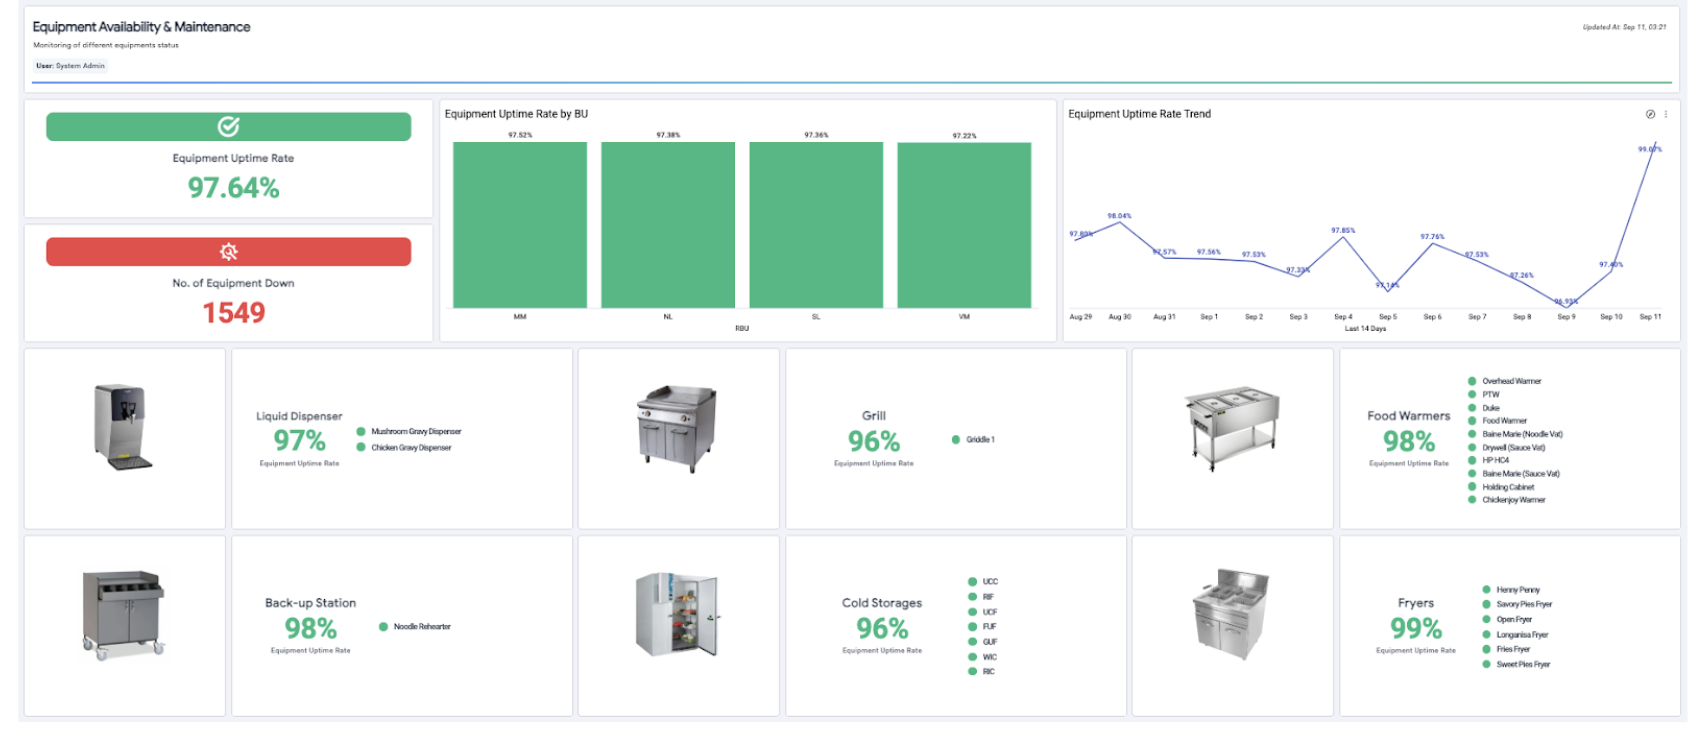 Equipment Availability & Maintenance
Monitoring of different equipments status
Updated At: Sep 11, 03:21
User: System Admin
Equipment Uptime Rate
97.64%
No. of Equipment Down
1549
Equipment Uptime Rate by BU
97.52%
97.38%
97.36%
97.22%
MM
NL
SL
VM
RBU
Equipment Uptime Rate Trend
97.80%
98.04%
97.57%
97.56%
97.53%
97.33%
97.85%
97.14%
97.76%
97.53%
97.26%
96.93%
97.40%
99.07%
Aug 29
Aug 30
Aug 31
Sep 1
Sep 2
Sep 3
Sep 4
Sep 5
Sep 6
Sep 7
Sep 8
Sep 9
Sep 10
Sep 11
Last 14 Days
Liquid Dispenser
97%
Equipment Uptime Rate
Mushroom Gravy Dispenser
Chicken Gravy Dispenser
Grill
96%
Equipment Uptime Rate
Griddle 1
Food Warmers
98%
Equipment Uptime Rate
Overhead Warmer
PTW
Duke
Food Warmer
Baine Marie (Noodle Vat)
Drywell (Sauce Vat)
HP HC4
Baine Marie (Sauce Vat)
Holding Cabinet
Chickenjoy Warmer
Back-up Station
98%
Equipment Uptime Rate
Noodle Rehearter
Cold Storages
96%
Equipment Uptime Rate
UCC
RIF
UCF
FUF
GUF
WIC
RIC
Fryers
99%
Equipment Uptime Rate
Henny Penny
Savory Pies Fryer
Open Fryer
Longanisa Fryer
Fries Fryer
Sweet Pies Fryer